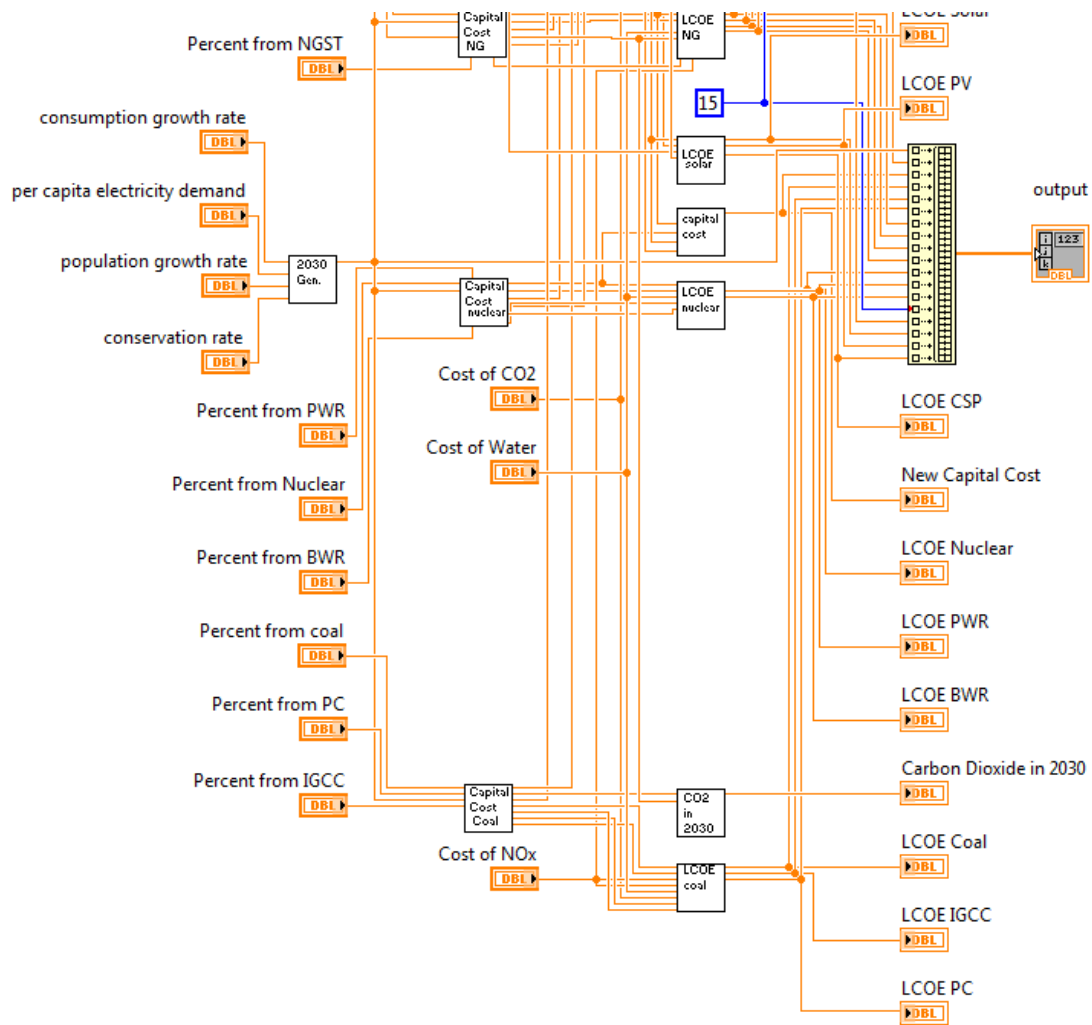 Capital
Cost
NG
LCOE
NG
LCOE Solar
DBL
Percent from NGST
DBL
LCOE PV
DBL
15
consumption growth rate
DBL
LCOE
solar
per capita electricity demand
DBL
capital
cost
output
123
i
j
k
DBL
population growth rate
DBL
2030
Gen.
Capital
Cost
nuclear
LCOE
nuclear
conservation rate
DBL
Cost of CO2
DBL
Percent from PWR
DBL
LCOE CSP
DBL
Cost of Water
DBL
Percent from Nuclear
DBL
New Capital Cost
DBL
Percent from BWR
DBL
LCOE Nuclear
DBL
Percent from coal
DBL
LCOE PWR
DBL
Percent from PC
DBL
LCOE BWR
DBL
Percent from IGCC
DBL
Capital
Cost
Coal
CO2
in
2030
Carbon Dioxide in 2030
DBL
Cost of NOx
DBL
LCOE
coal
LCOE Coal
DBL
LCOE IGCC
DBL
LCOE PC
DBL